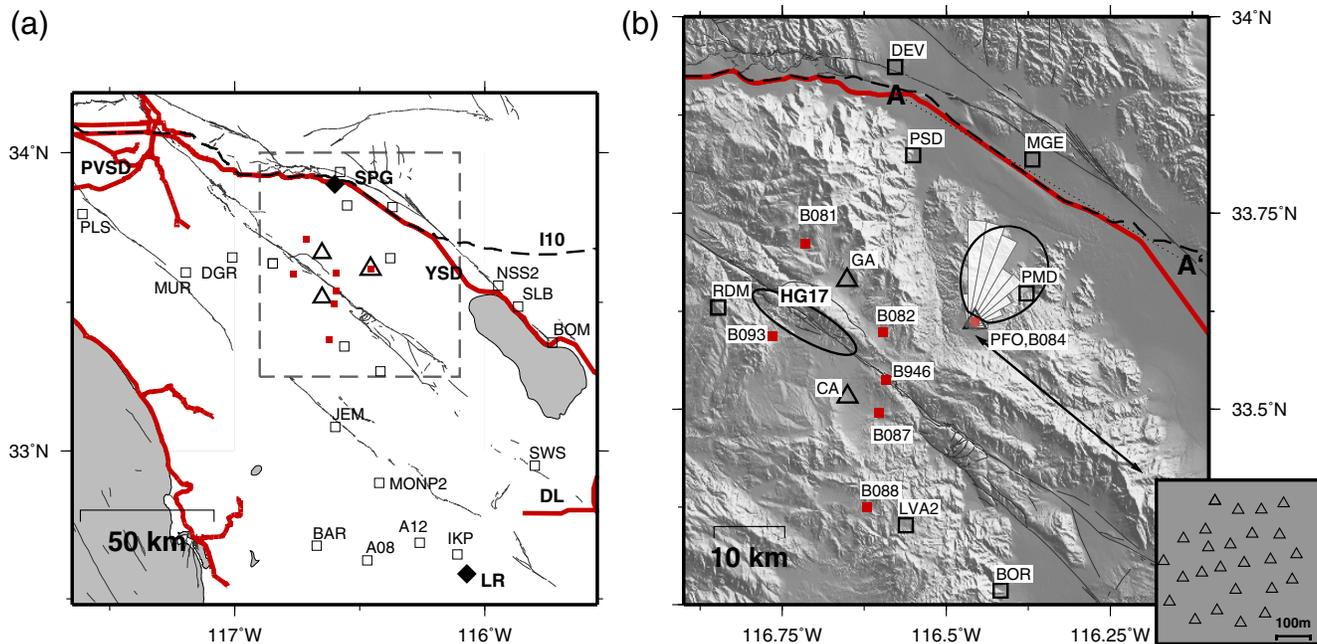 (a)
34˚N
33˚N
117˚W
116˚W
PVSD
PLS
MUR
DGR
SPG
I10
YSD
NSS2
SLB
BOM
JEM
MONP2
SWS
DL
BAR
A08
A12
IKP
LR
50 km
(b)
34˚N
33.75˚N
33.5˚N
116.75˚W
116.5˚W
116.25˚W
DEV
A
PSD
MGE
B081
GA
RDM
HG17
B093
B082
PMD
PFO,B084
A'
B946
CA
B087
B088
LVA2
BOR
10 km
100m